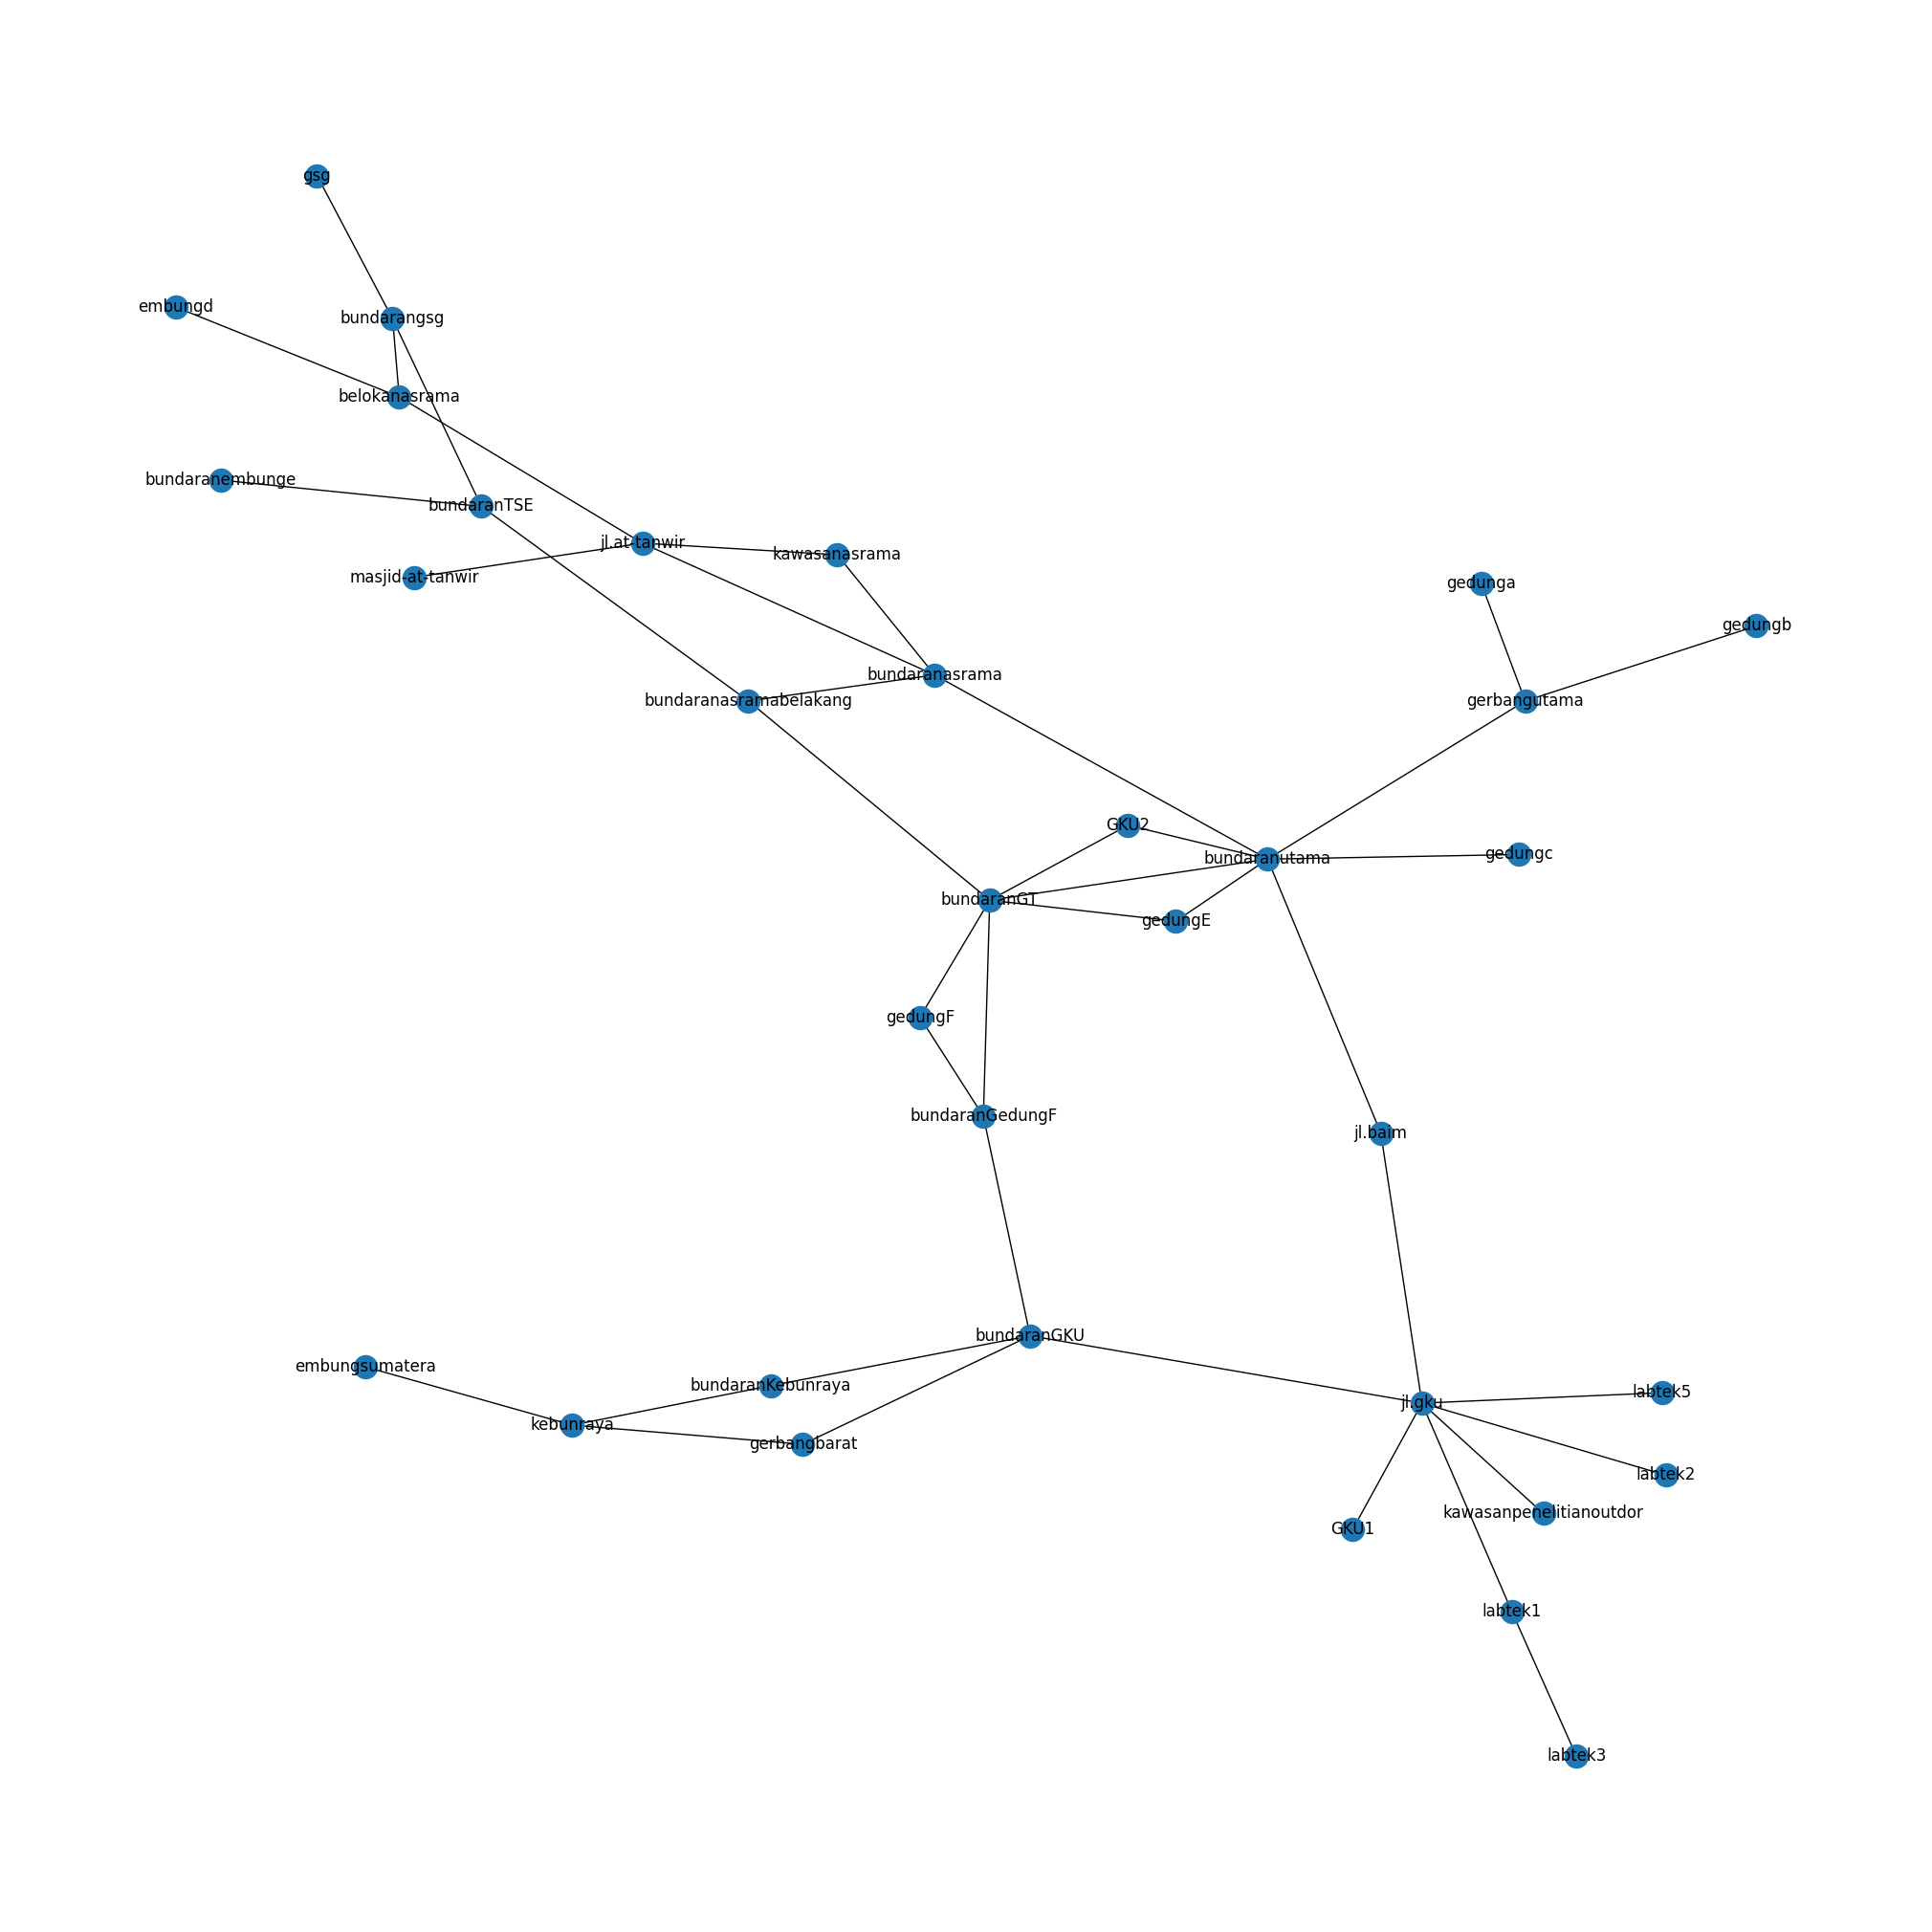 gsg
embungd
bundarangsg
belokanasrama
bundaranembunge
bundaranTSE
jl.at-tanwir
kawasanasrama
masjid-at-tanwir
gedunga
gedungb
bundaranasrama
bundaranasramabelakang
gerbangutama
GKU2
bundaranutama
gedungc
bundaranGT
gedungE
gedungF
bundaranGedungF
jl.baim
bundaranGKU
embungsumatera
bundaranKebunraya
labtek5
jl.gku
kebunraya
gerbangbarat
labtek2
kawasanpenelitianoutdor
GKU1
labtek1
labtek3